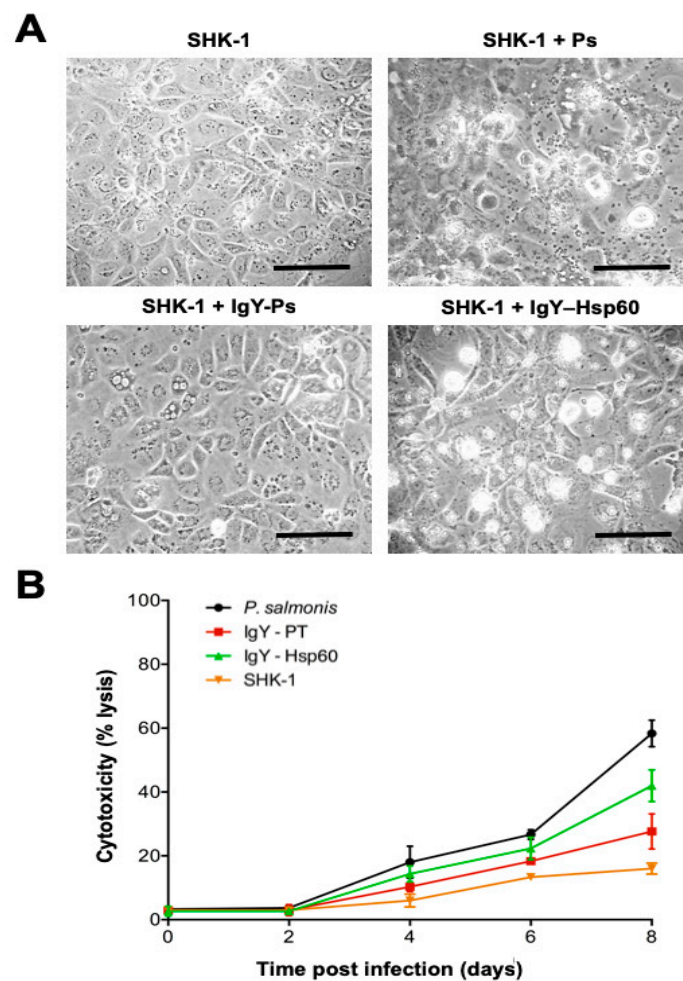 A
SHK-1
SHK-1 + Ps
SHK-1 + IgY-Ps
SHK-1 + IgY–Hsp60
B
100
80
60
40
20
0
Cytotoxicity (% lysis)
P. salmonis
IgY - PT
IgY - Hsp60
SHK-1
0 2 4 6 8
Time post infection (days)